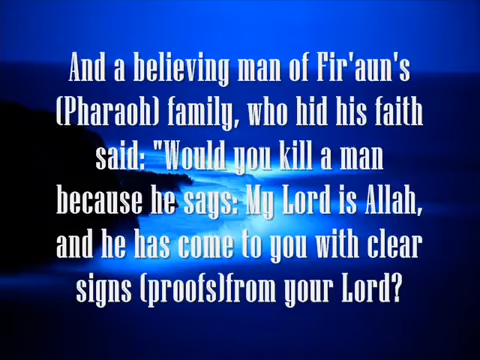 And a believing man of Fir'aun's
(Pharaoh) family, who hid his faith
said: "Would you kill a man
because he says: My Lord is Allah,
and he has come to you with clear
signs (proofs)from your Lord?